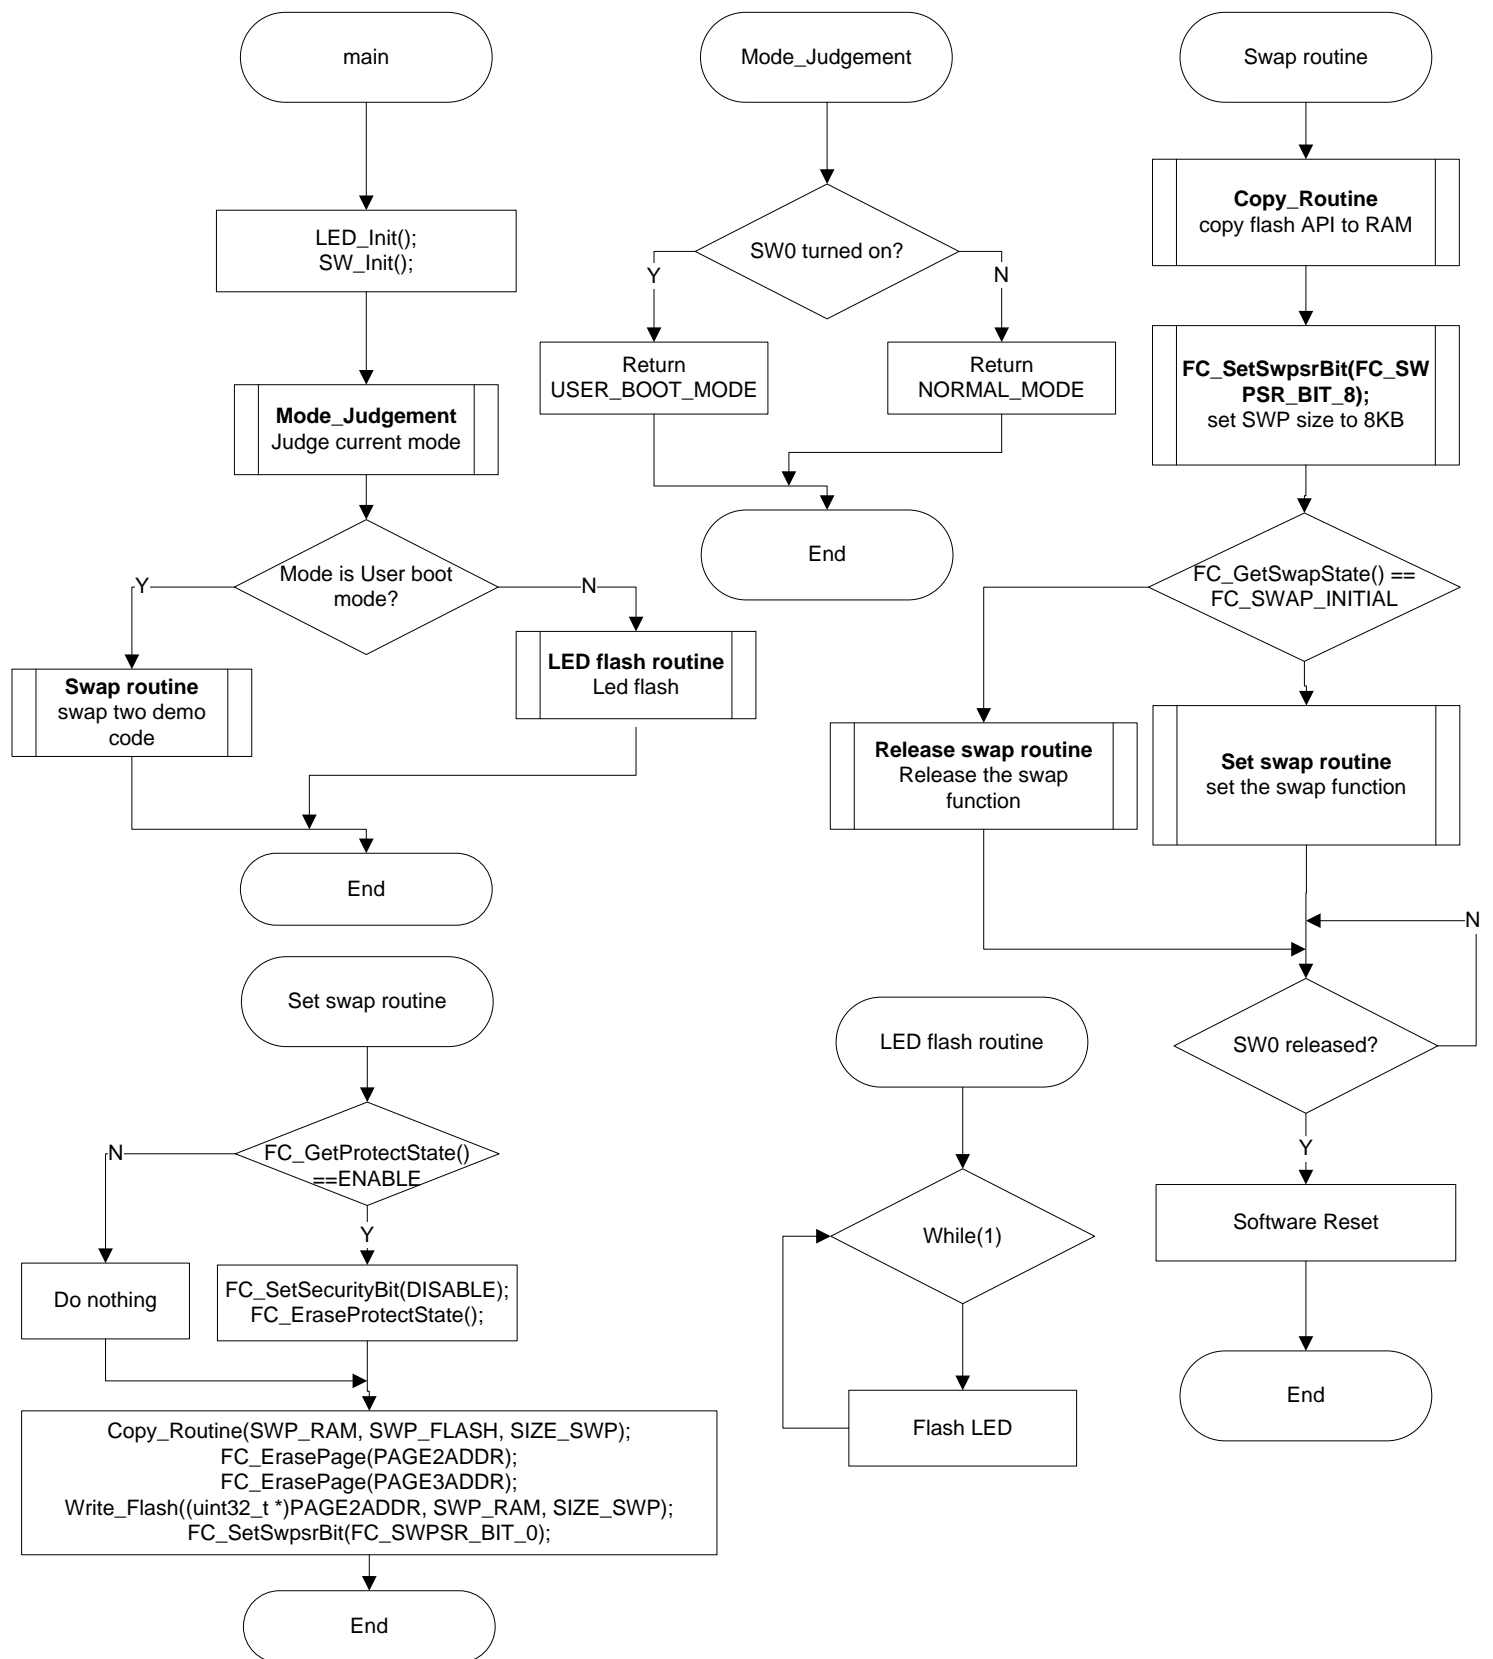 main
LED_Init();
SW_Init();
Mode_Judgement
Judge current mode
Mode is User boot
mode?
Y
N
Swap routine
swap two demo
code
LED flash routine
Led flash
End
Mode_Judgement
SW0 turned on?
Y
N
Return
USER_BOOT_MODE
Return
NORMAL_MODE
End
Swap routine
Copy_Routine
copy flash API to RAM
FC_SetSwpsrBit(FC_SW
PSR_BIT_8);
set SWP size to 8KB
FC_GetSwapState() ==
FC_SWAP_INITIAL
Release swap routine
Release the swap
function
Set swap routine
set the swap function
N
SW0 released?
Y
Software Reset
End
Set swap routine
FC_GetProtectState()
==ENABLE
N
Y
Do nothing
FC_SetSecurityBit(DISABLE);
FC_EraseProtectState();
Copy_Routine(SWP_RAM, SWP_FLASH, SIZE_SWP);
FC_ErasePage(PAGE2ADDR);
FC_ErasePage(PAGE3ADDR);
Write_Flash((uint32_t *)PAGE2ADDR, SWP_RAM, SIZE_SWP);
FC_SetSwpsrBit(FC_SWPSR_BIT_0);
End
LED flash routine
While(1)
Flash LED